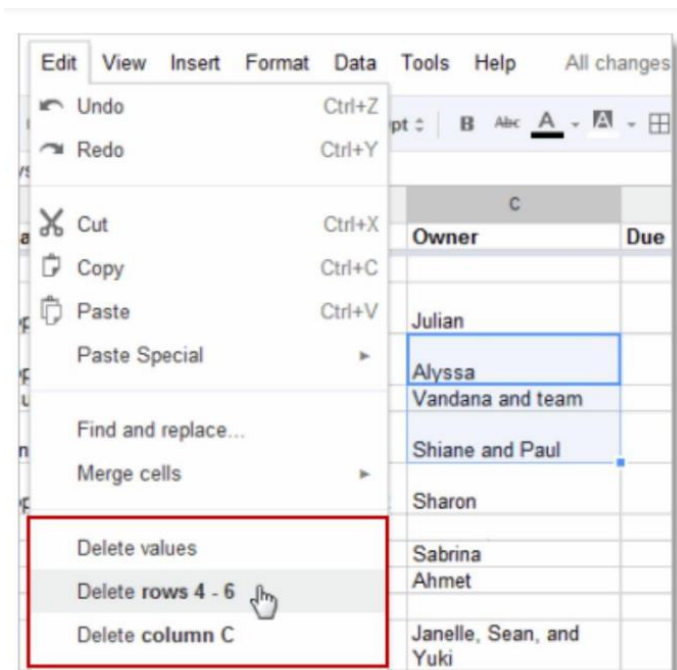 Edit View Insert Format Data Tools Help All changes
Undo Ctrl+Z
pt B Abc A A
Redo Ctrl+Y
C
Cut Ctrl+X
Owner Due
Copy Ctrl+C
Paste Ctrl+V
Julian
Paste Special
Alyssa
Vandana and team
Find and replace...
Shiane and Paul
Merge cells
Sharon
Delete values
Sabrina
Delete rows 4 - 6
Ahmet
Delete column C
Janelle, Sean, and
Yuki